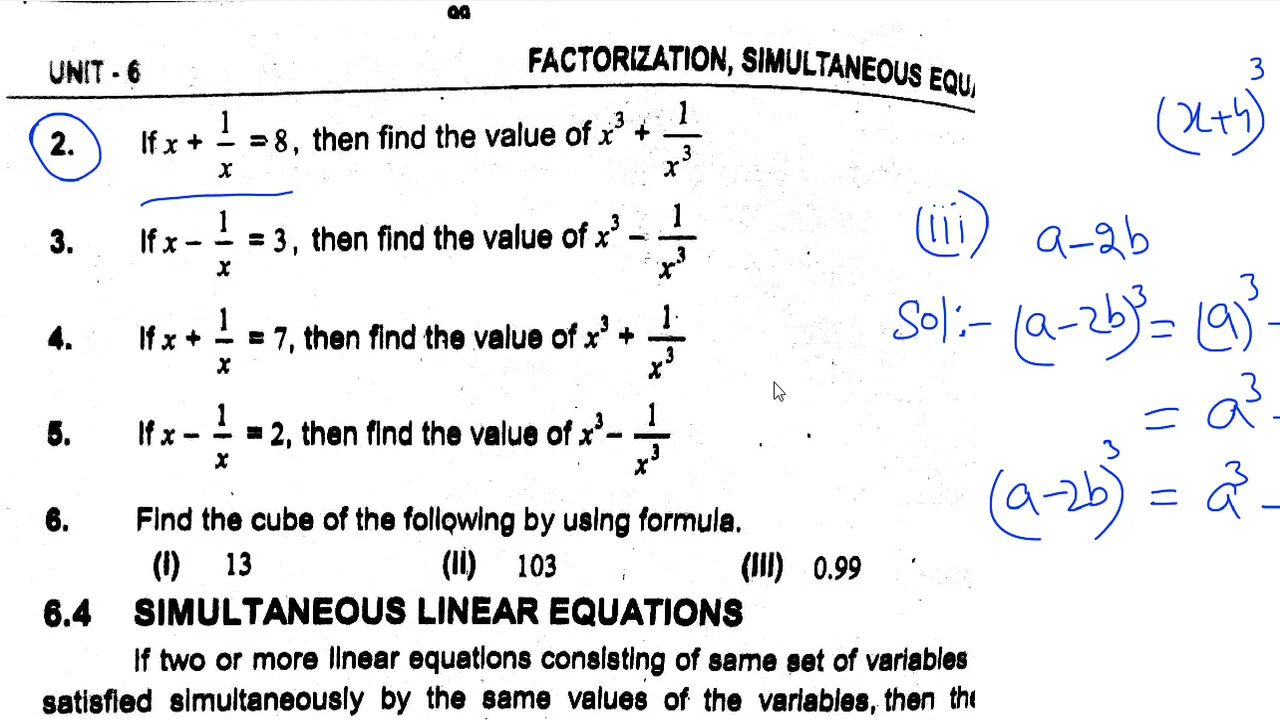 UNIT - 6
FACTORIZATION, SIMULTANEOUS EQU
2. If x + 1/x = 8, then find the value of x³ + 1/x³
3. If x − 1/x = 3, then find the value of x³ − 1/x³
4. If x + 1/x = 7, then find the value of x³ + 1/x³
5. If x − 1/x = 2, then find the value of x³ − 1/x³
6. Find the cube of the following by using formula.
(i) 13 (ii) 103 (iii) 0.99
6.4 SIMULTANEOUS LINEAR EQUATIONS
If two or more linear equations consisting of same set of variables
satisfied simultaneously by the same values of the variables, then the
(x+4)³
(iii) a−2b
Sol:− (a−2b)³ = (a)³ −
= a³ −
(a−2b)³ = a³ −